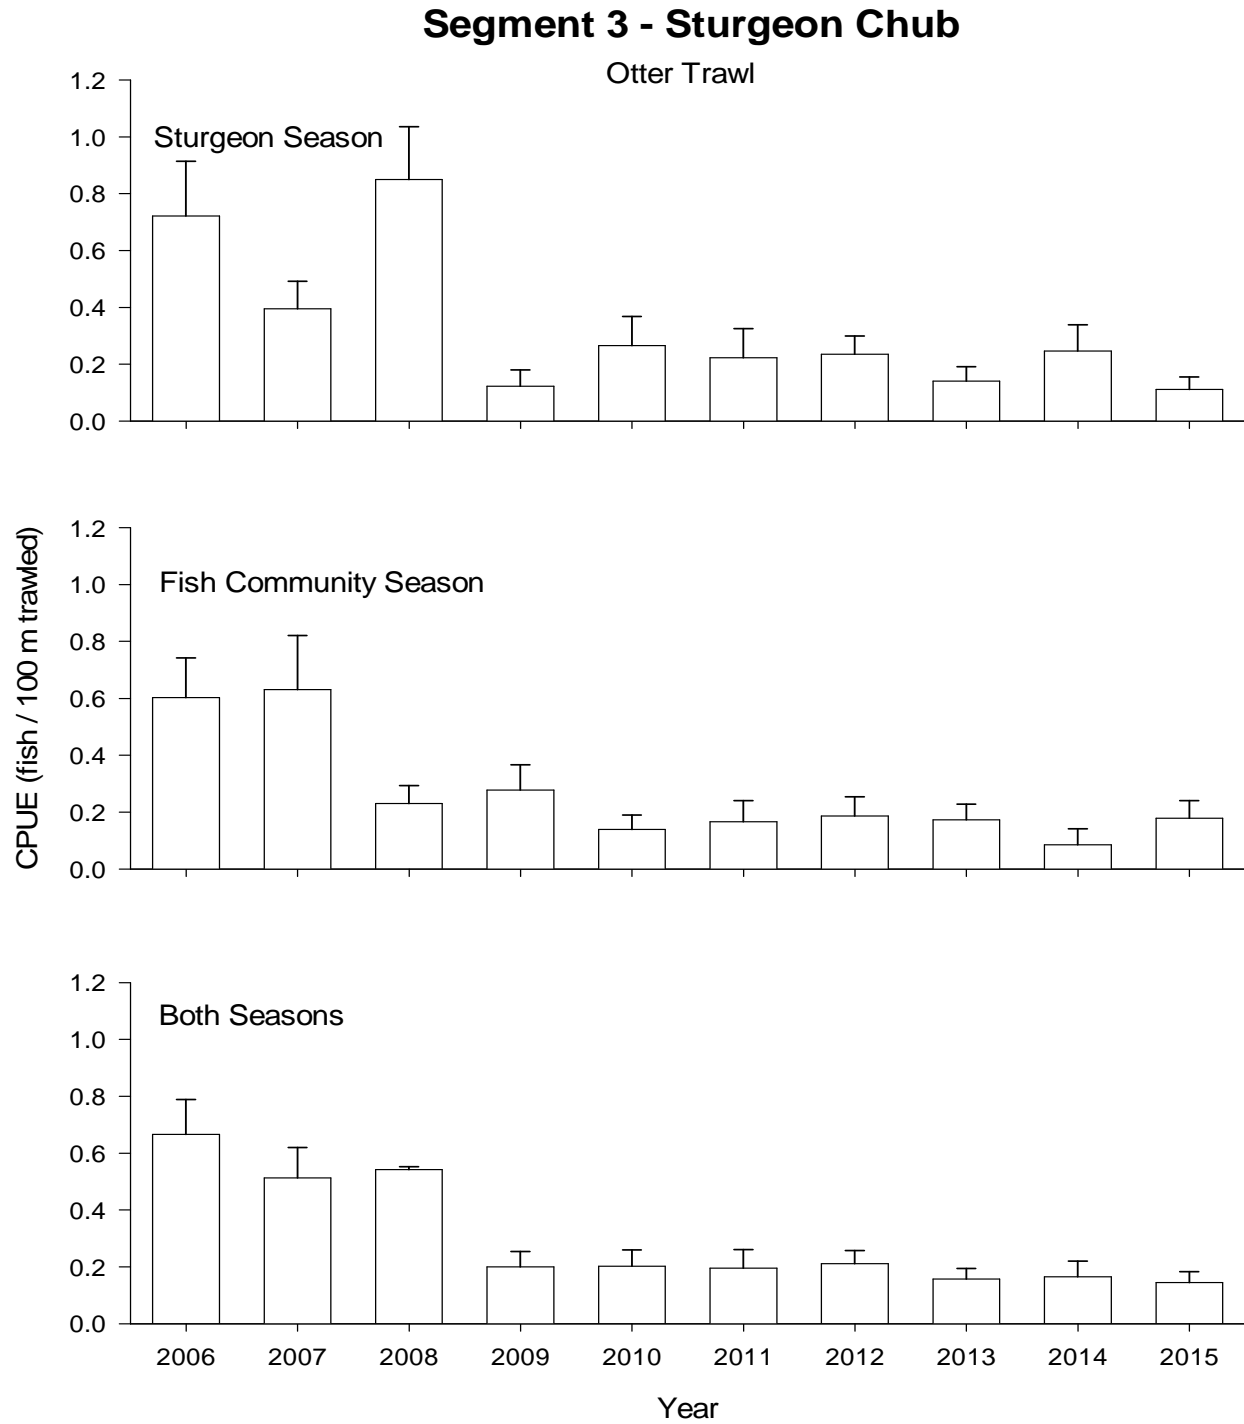 Segment 3 - Sturgeon Chub
Otter Trawl
1.2
Sturgeon Season
1.0
0.8
0.6
0.4
0.2
0.0
CPUE (fish / 100 m trawled)
1.2
Fish Community Season
1.0
0.8
0.6
0.4
0.2
0.0
1.2
Both Seasons
1.0
0.8
0.6
0.4
0.2
0.0
2006 2007 2008 2009 2010 2011 2012 2013 2014 2015
Year